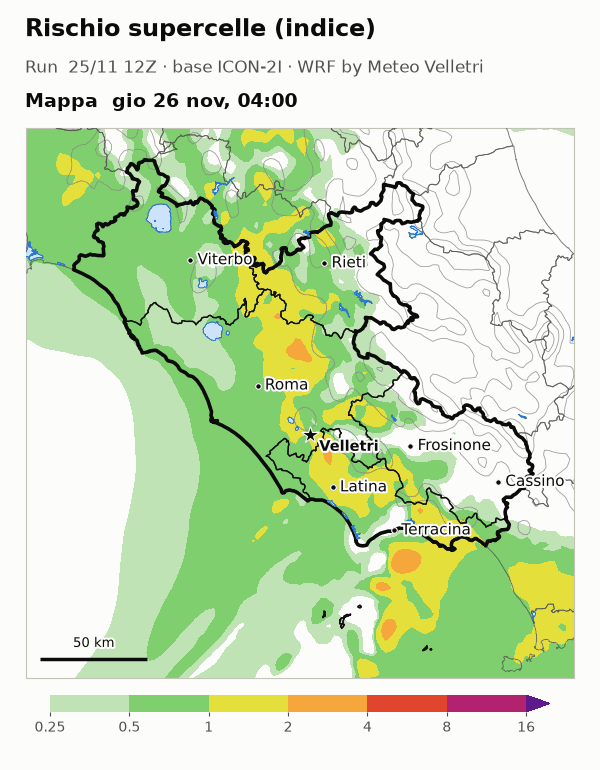 Rischio supercelle (indice)
Run  25/11 12Z · base ICON-2I · WRF by Meteo Velletri
Mappa  gio 26 nov, 04:00
Viterbo
Rieti
Roma
Velletri
Frosinone
Cassino
Latina
Terracina
50 km
0.25 0.5 1 2 4 8 16